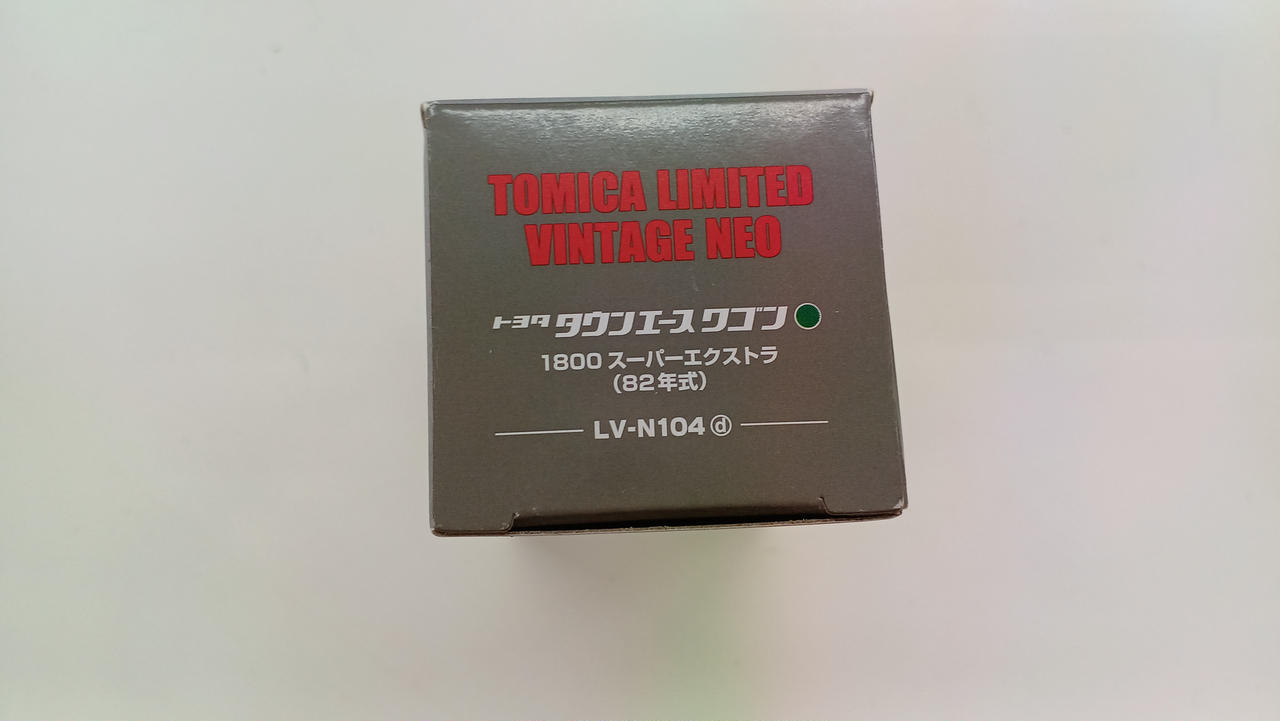 TOMICA LIMITED
VINTAGE NEO
トヨタ タウンエース ワゴン
1800 スーパーエクストラ
(82年式)
LV-N104 ⓓ